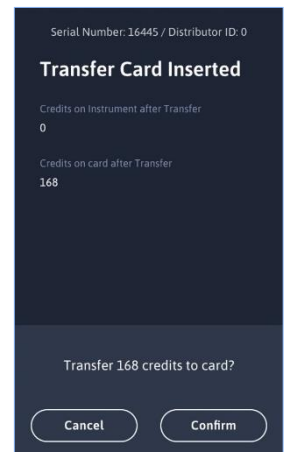 Serial Number: 16445 / Distributor ID: 0
Transfer Card Inserted
Credits on Instrument after Transfer
0
Credits on card after Transfer
168
Transfer 168 credits to card?
Cancel Confirm